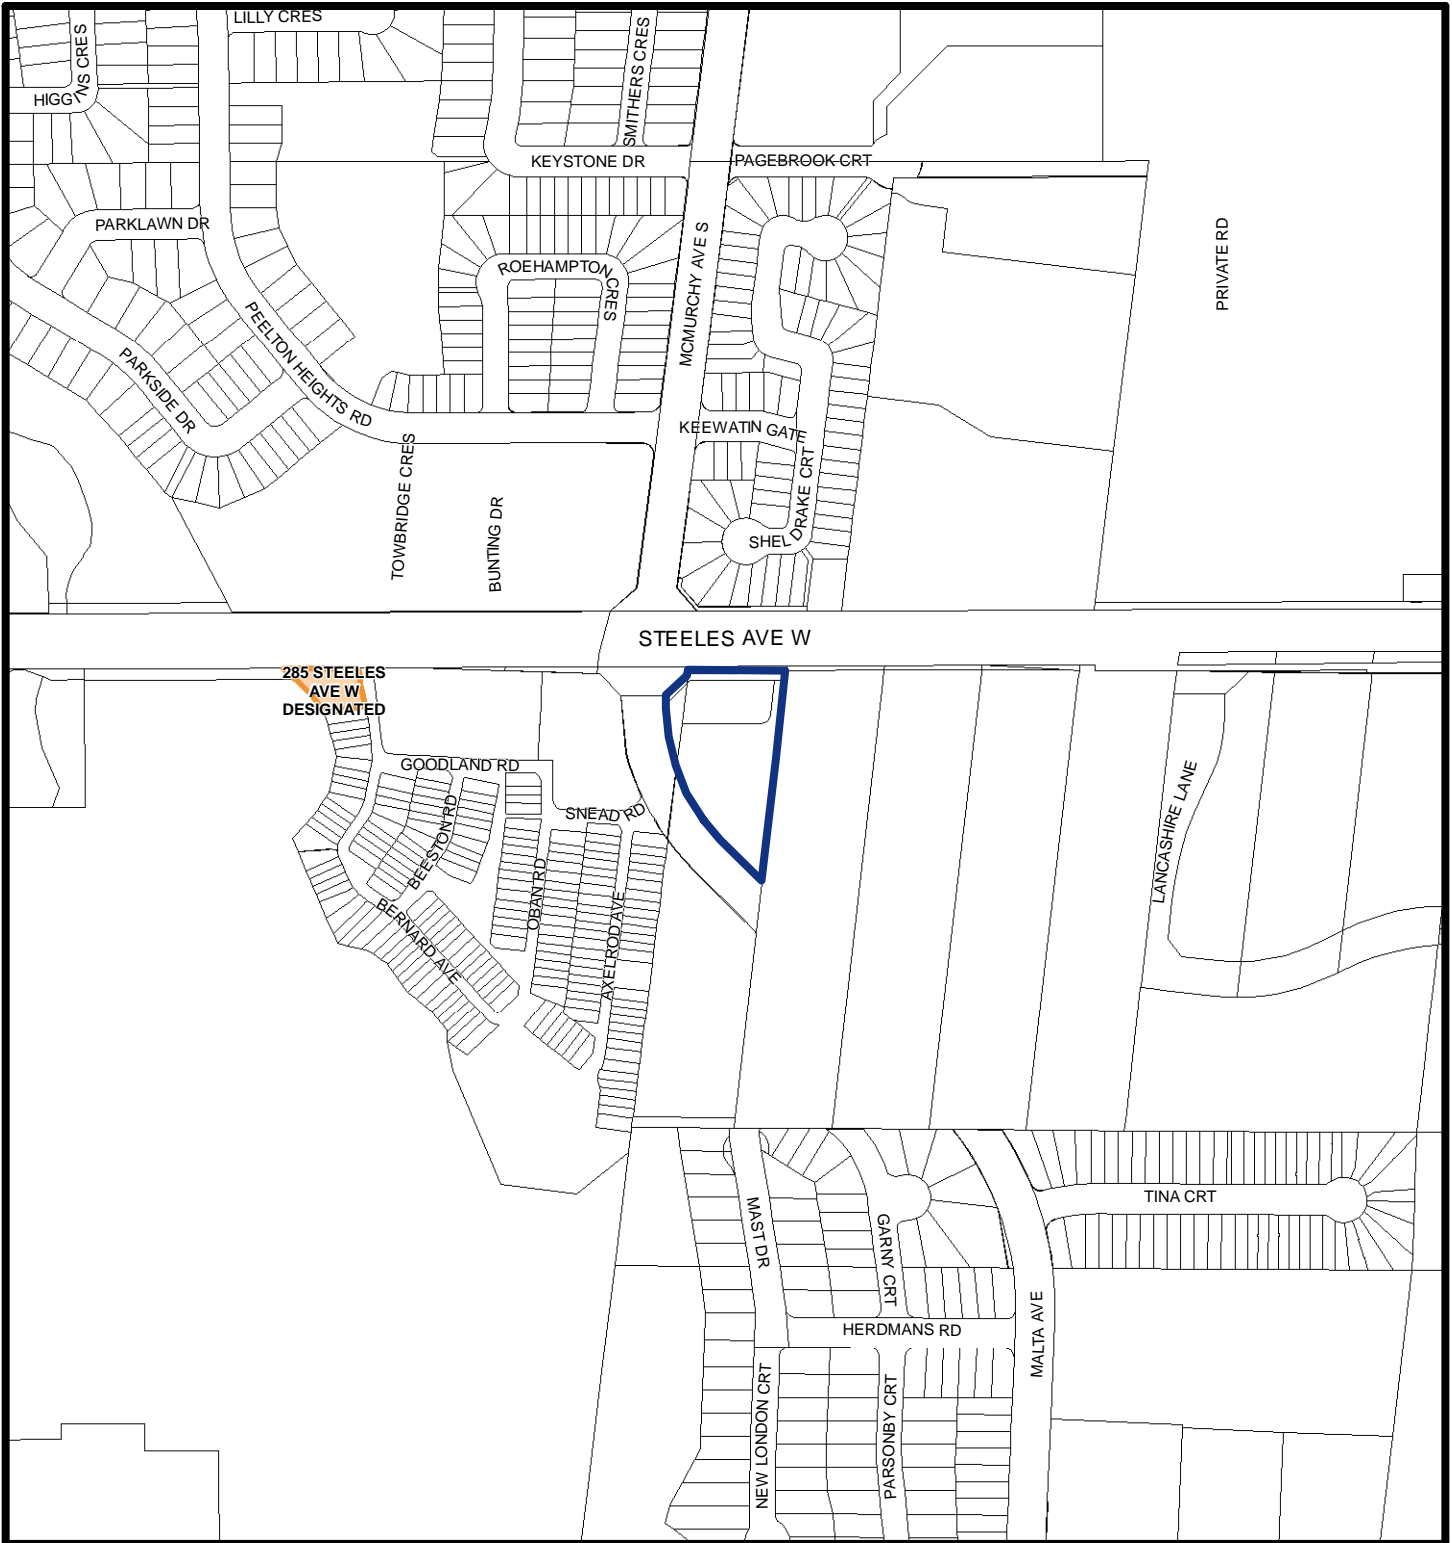 LILLY CRES
HIGGINS CRES
SMITHERS CRES
KEYSTONE DR
PAGEBROOK CRT
PARKLAWN DR
MCMURCHY AVE S
PRIVATE RD
ROEHAMPTON CRES
PEELTON HEIGHTS RD
PARKSIDE DR
KEEWATIN GATE
TOWBRIDGE CRES
BUNTING DR
SHELDRAKE CRT
STEELES AVE W
285 STEELES
AVE W
DESIGNATED
GOODLAND RD
SNEAD RD
BEESTON RD
LANCASHIRE LANE
OBAN RD
AXELROD AVE
BERNARD AVE
TINA CRT
MAST DR
GARNY CRT
HERDMANS RD
MALTA AVE
NEW LONDON CRT
PARSONBY CRT